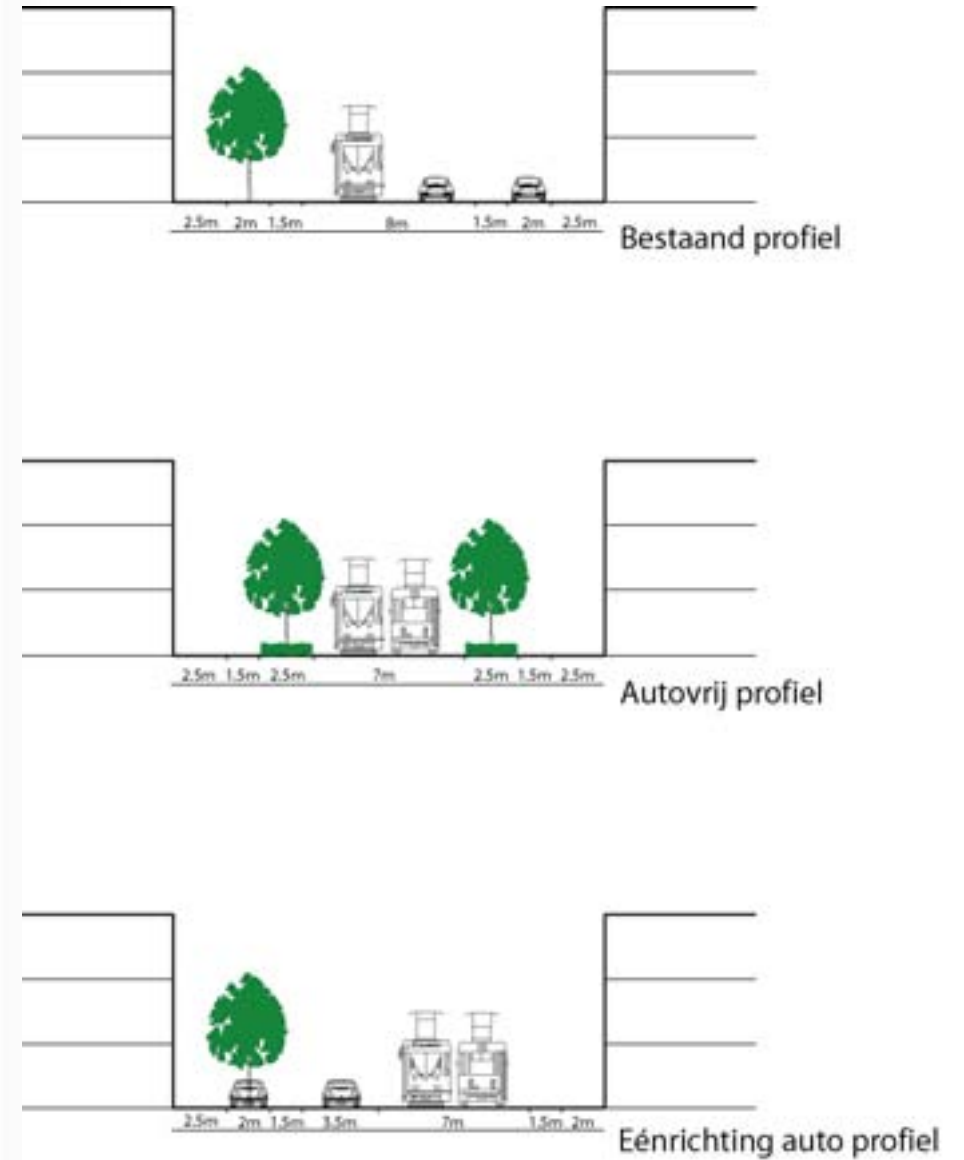 2.5m 2m 1.5m 8m 1.5m 2m 2.5m
Bestaand profiel
2.5m 1.5m 2.5m 7m 2.5m 1.5m 2.5m
Autovrij profiel
2.5m 2m 1.5m 3.5m 7m 1.5m 2m
Eénrichting auto profiel